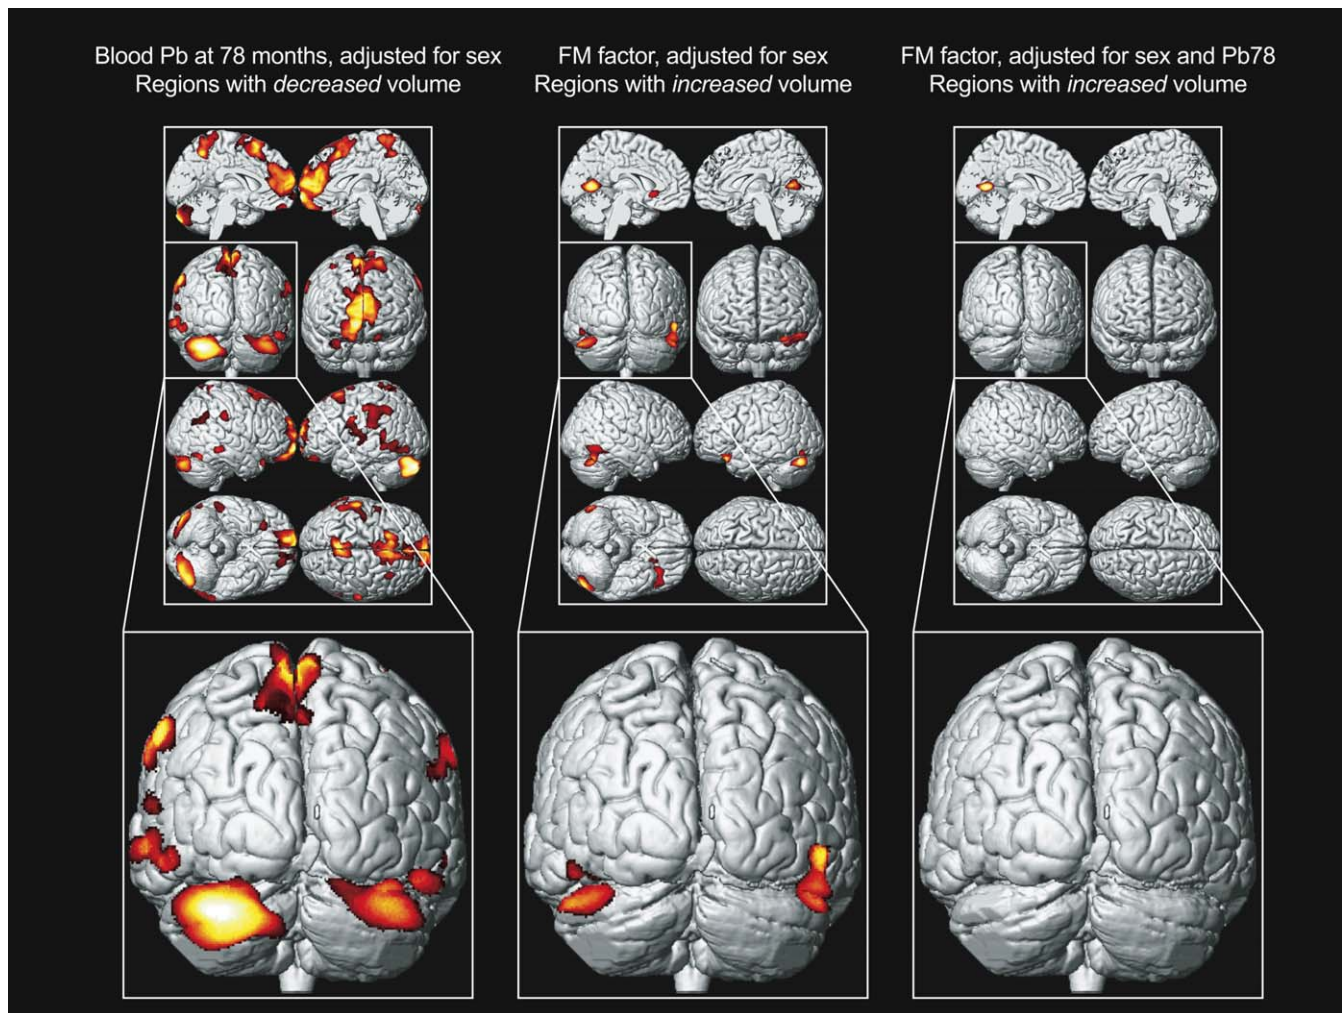 Blood Pb at 78 months, adjusted for sex
Regions with decreased volume
FM factor, adjusted for sex
Regions with increased volume
FM factor, adjusted for sex and Pb78
Regions with increased volume